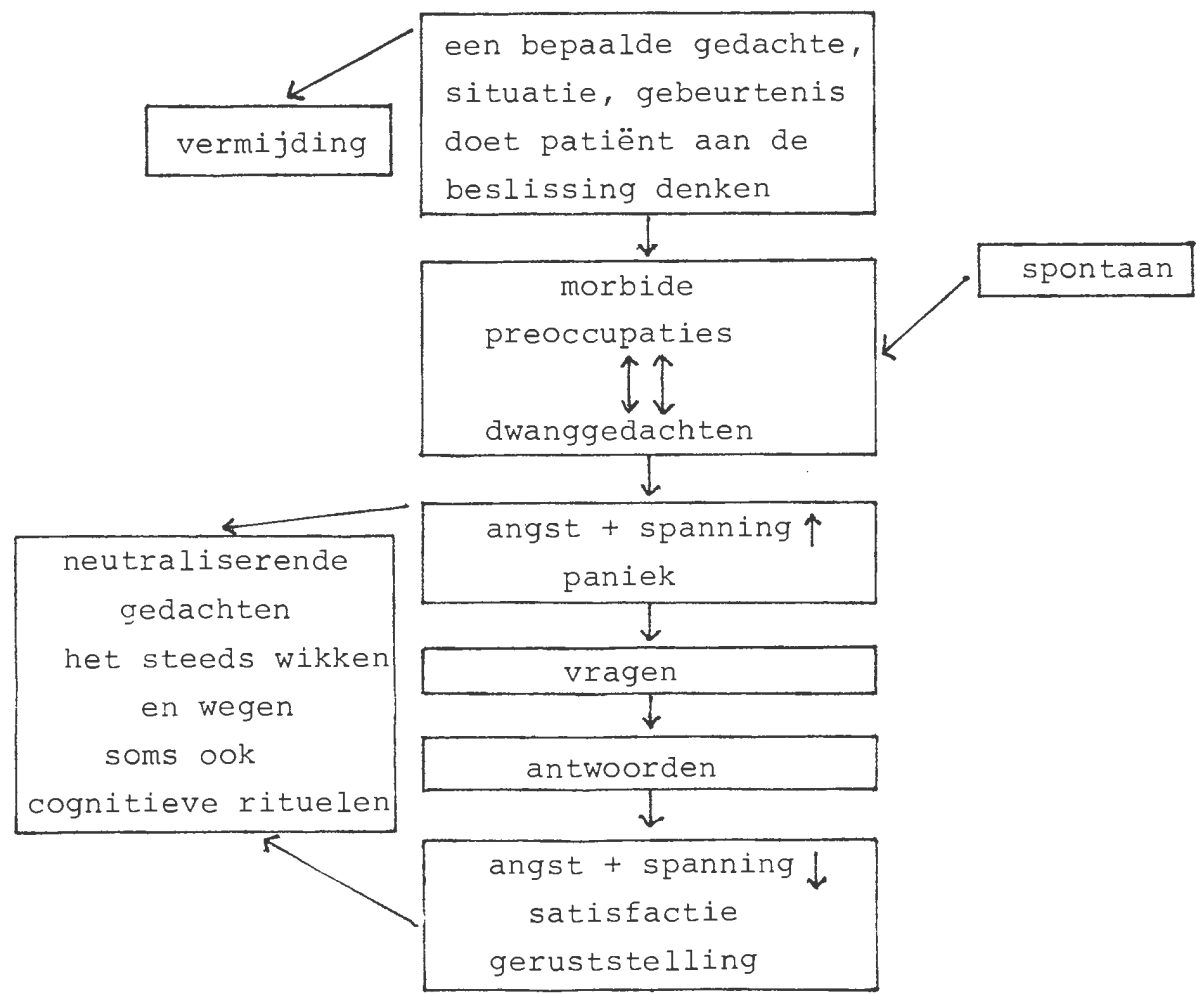 een bepaalde gedachte,
situatie, gebeurtenis
doet patiënt aan de
beslissing denken
vermijding
morbide
preoccupaties
dwanggedachten
spontaan
angst + spanning ↑
paniek
neutraliserende
gedachten
het steeds wikken
en wegen
soms ook
cognitieve rituelen
vragen
antwoorden
angst + spanning ↓
satisfactie
geruststelling